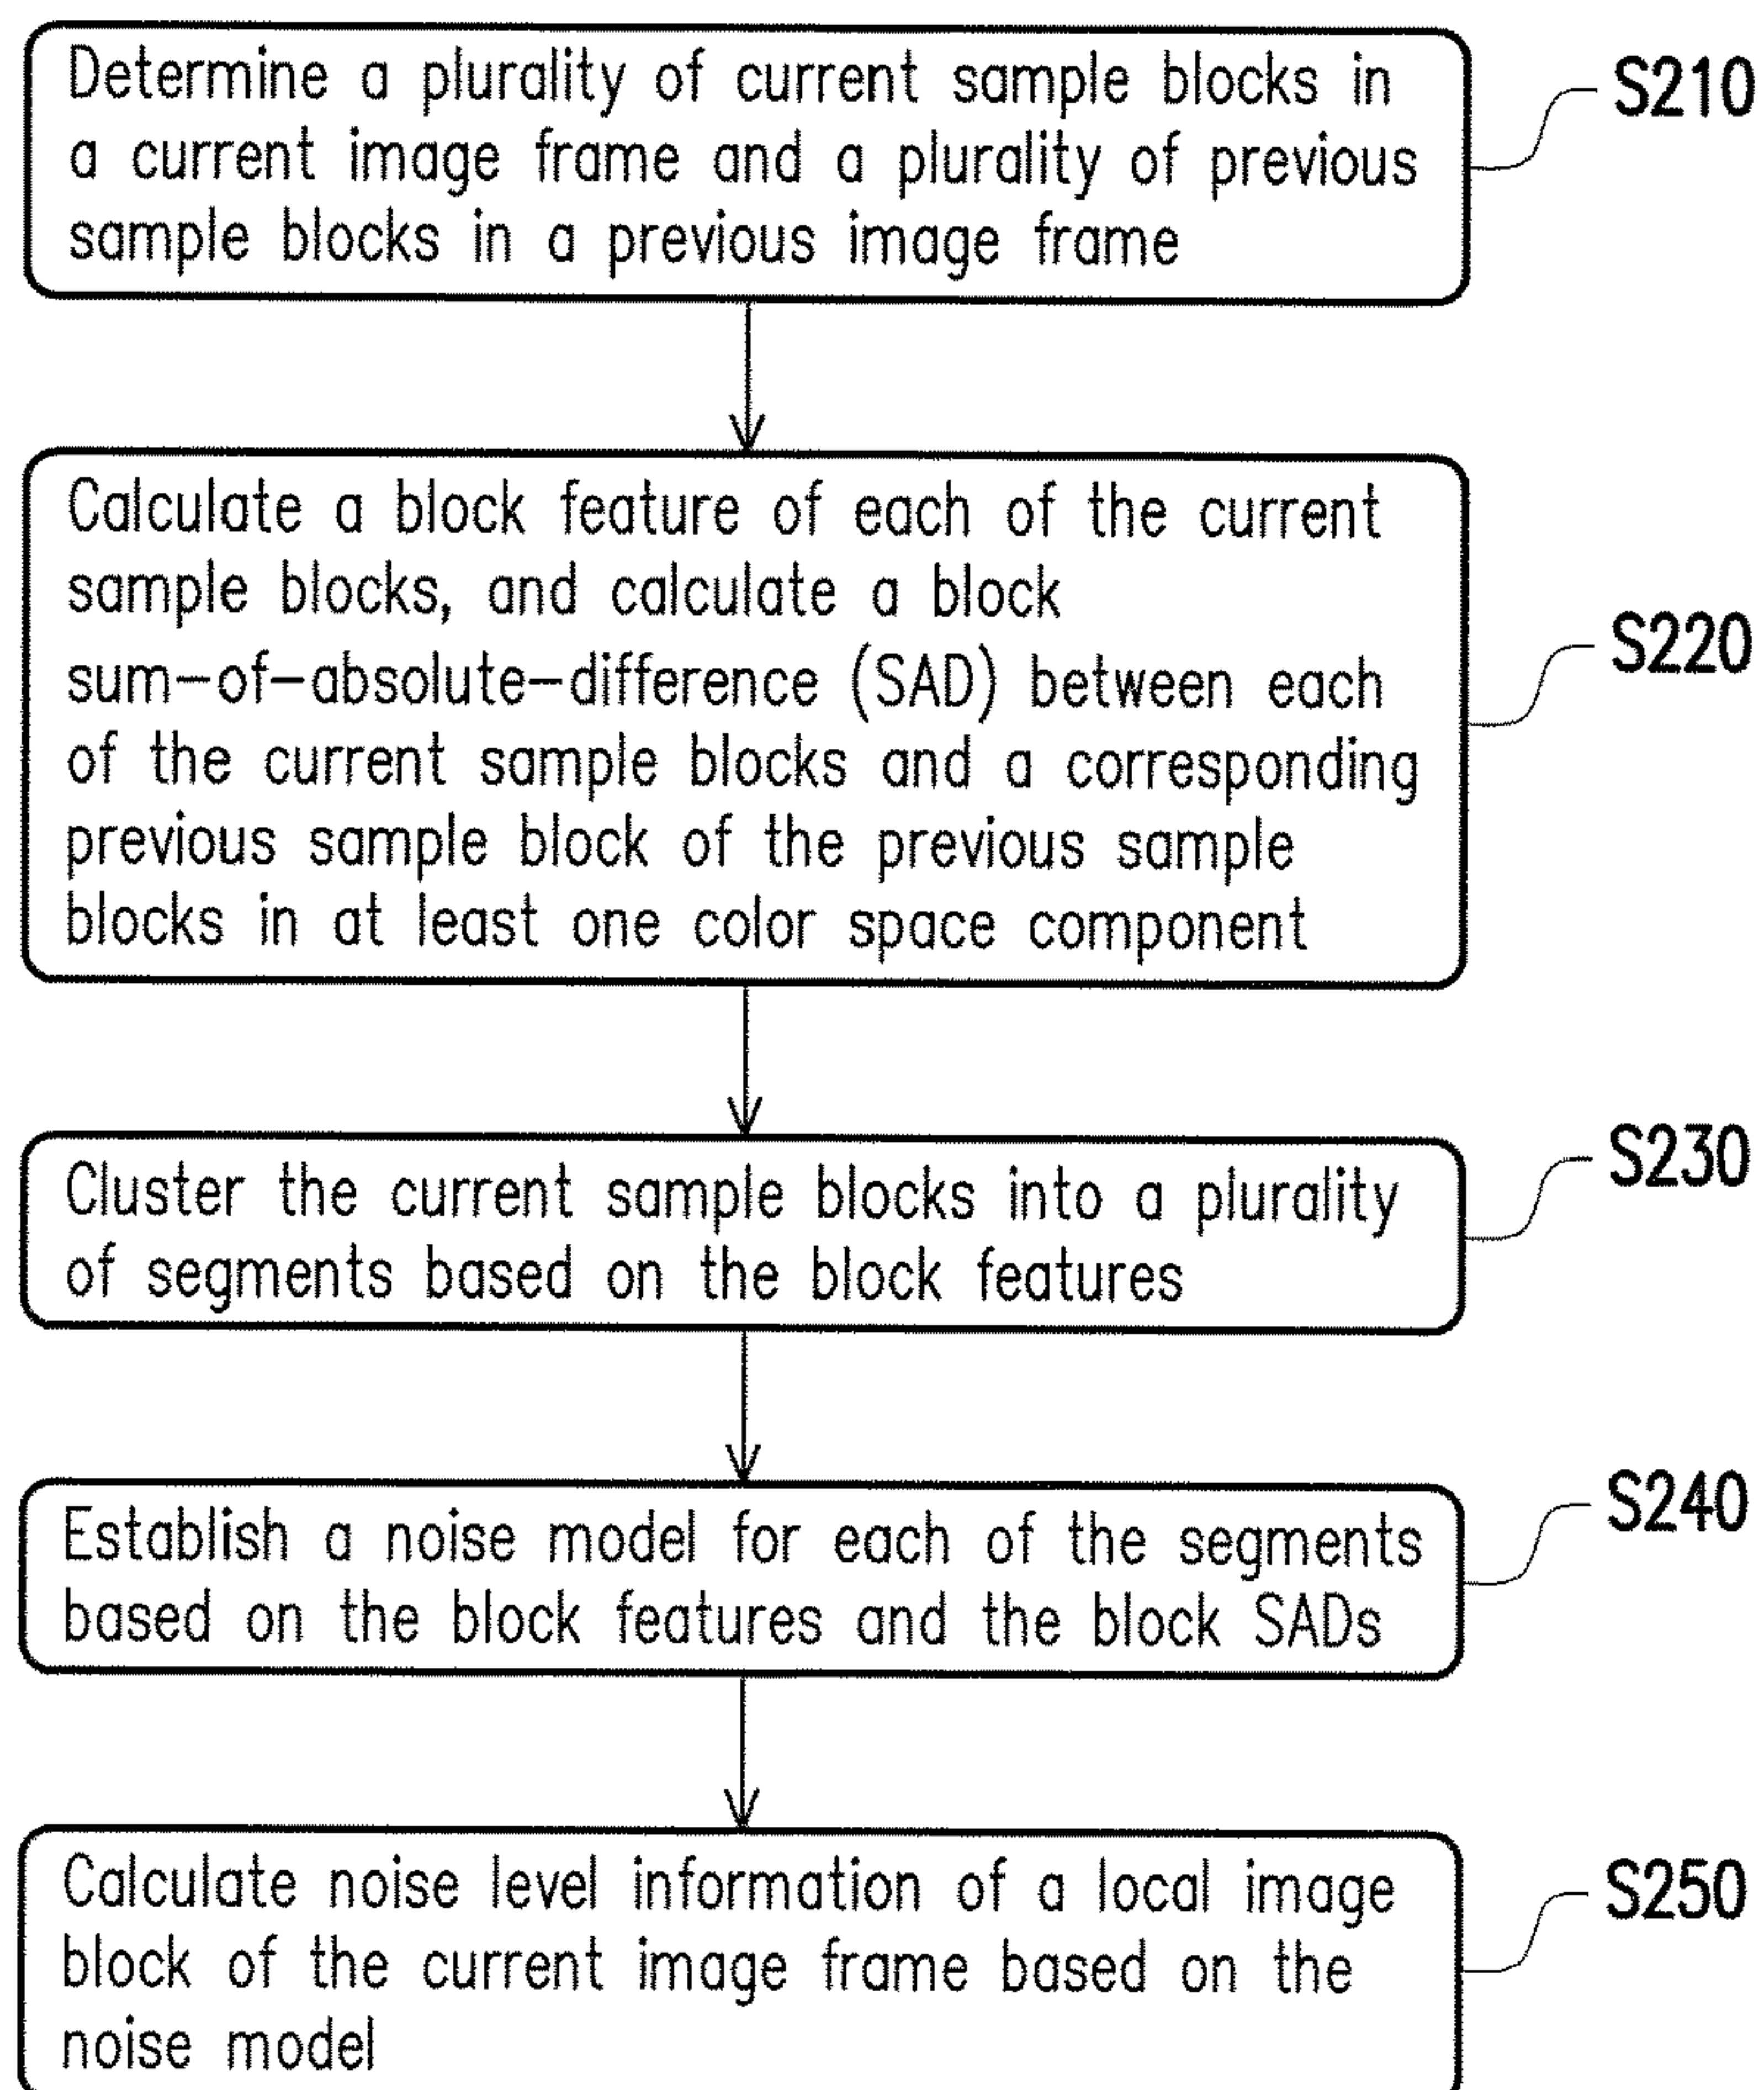 Determine a plurality of current sample blocks in
a current image frame and a plurality of previous
sample blocks in a previous image frame
S210
Calculate a block feature of each of the current
sample blocks, and calculate a block
sum-of-absolute-difference (SAD) between each
of the current sample blocks and a corresponding
previous sample block of the previous sample
blocks in at least one color space component
S220
Cluster the current sample blocks into a plurality
of segments based on the block features
S230
Establish a noise model for each of the segments
based on the block features and the block SADs
S240
Calculate noise level information of a local image
block of the current image frame based on the
noise model
S250